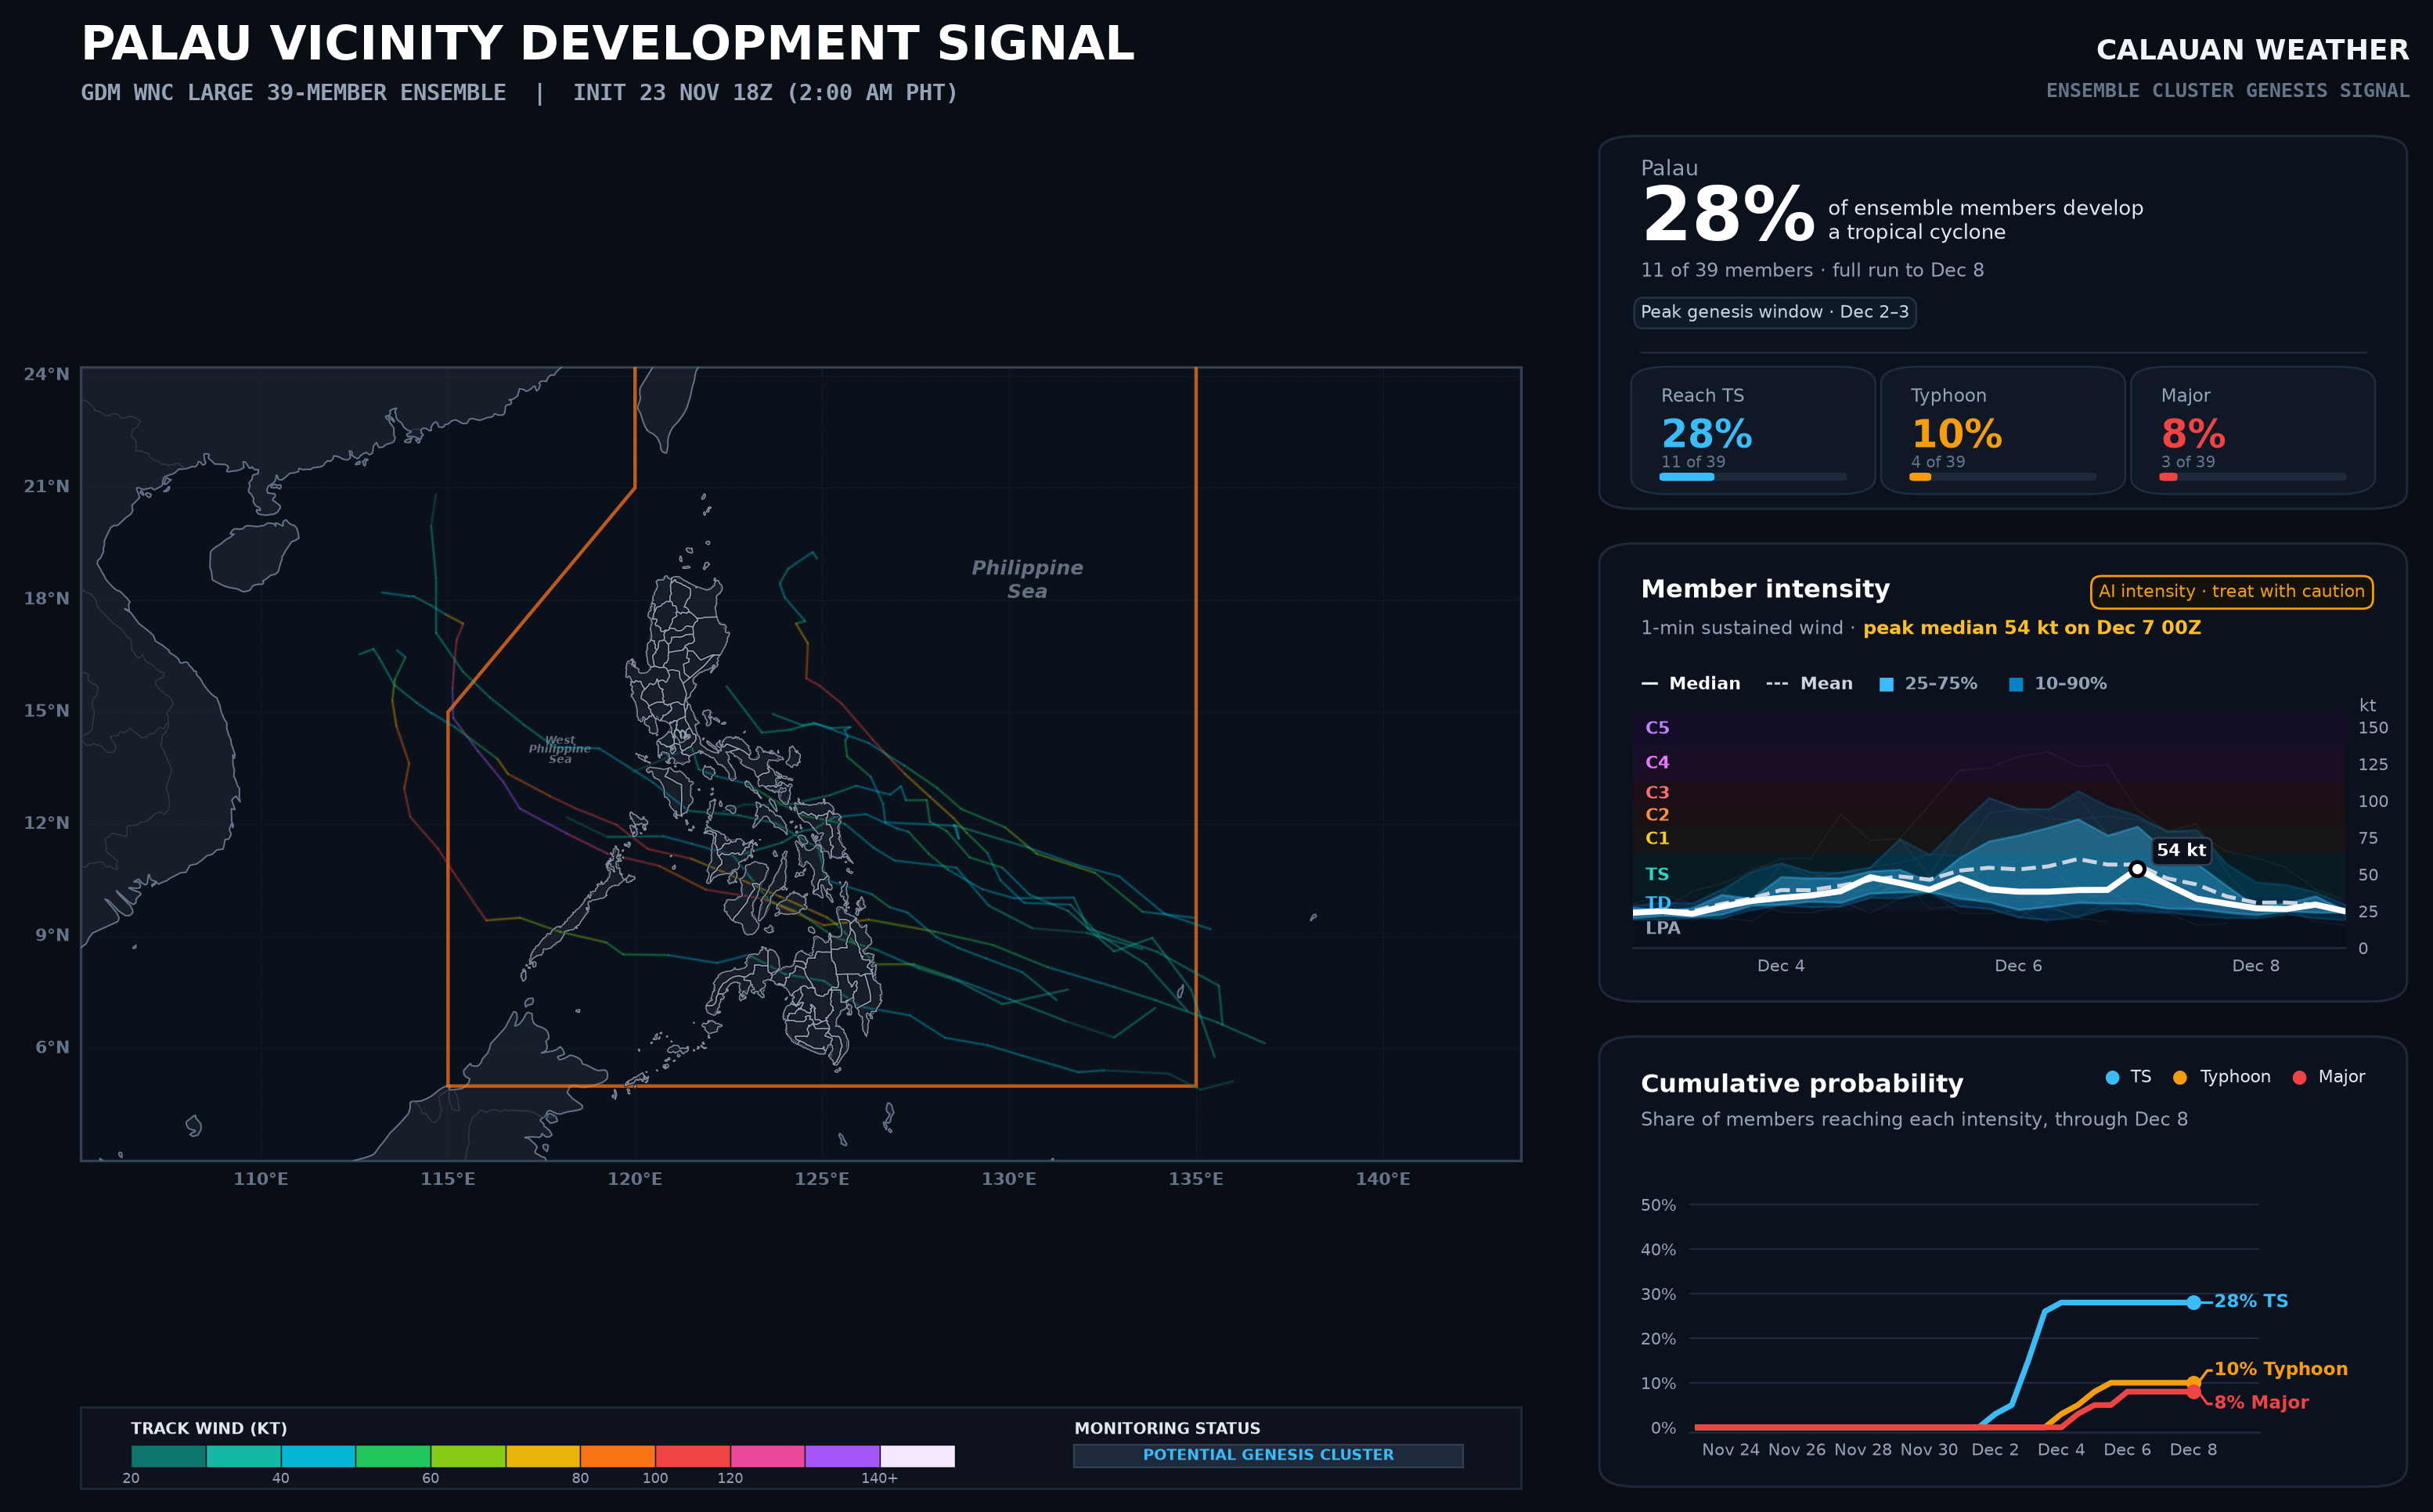 PALAU VICINITY DEVELOPMENT SIGNAL
GDM WNC LARGE 39-MEMBER ENSEMBLE | INIT 23 NOV 18Z (2:00 AM PHT)
CALAUAN WEATHER
ENSEMBLE CLUSTER GENESIS SIGNAL
24°N
21°N
18°N
15°N
12°N
9°N
6°N
110°E
115°E
120°E
125°E
130°E
135°E
140°E
Philippine
Sea
West
Philippine
Sea
TRACK WIND (KT)
20
40
60
80
100
120
140+
MONITORING STATUS
POTENTIAL GENESIS CLUSTER
Palau
28%
of ensemble members develop
a tropical cyclone
11 of 39 members · full run to Dec 8
Peak genesis window · Dec 2–3
Reach TS
28%
11 of 39
Typhoon
10%
4 of 39
Major
8%
3 of 39
Member intensity
AI intensity · treat with caution
1-min sustained wind · peak median 54 kt on Dec 7 00Z
Median
Mean
25–75%
10–90%
kt
C5
C4
C3
C2
C1
TS
TD
LPA
150
125
100
75
50
25
0
54 kt
Dec 4
Dec 6
Dec 8
Cumulative probability
TS
Typhoon
Major
Share of members reaching each intensity, through Dec 8
50%
40%
30%
20%
10%
0%
28% TS
10% Typhoon
8% Major
Nov 24
Nov 26
Nov 28
Nov 30
Dec 2
Dec 4
Dec 6
Dec 8